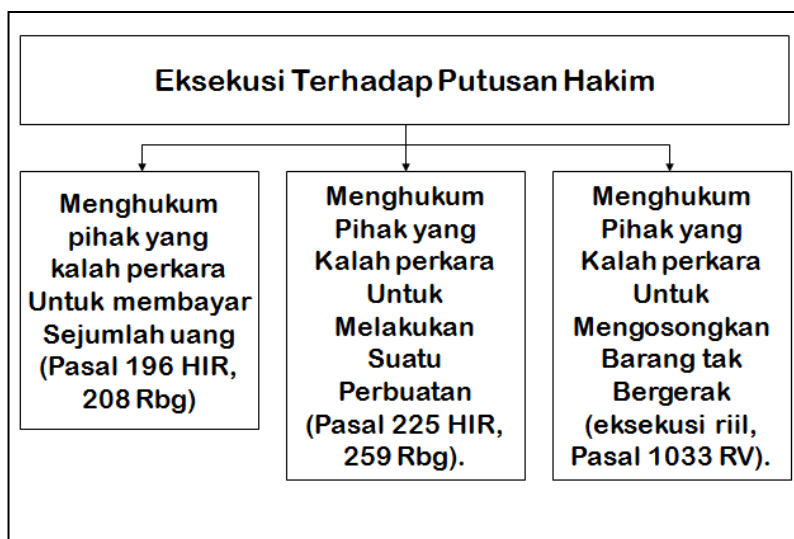 Eksekusi Terhadap Putusan Hakim
Menghukum
pihak yang
kalah perkara
Untuk membayar
Sejumlah uang
(Pasal 196 HIR,
208 Rbg)
Menghukum
Pihak yang
Kalah perkara
Untuk
Melakukan
Suatu
Perbuatan
(Pasal 225 HIR,
259 Rbg).
Menghukum
Pihak yang
Kalah perkara
Untuk
Mengosongkan
Barang tak
Bergerak
(eksekusi riil,
Pasal 1033 RV).